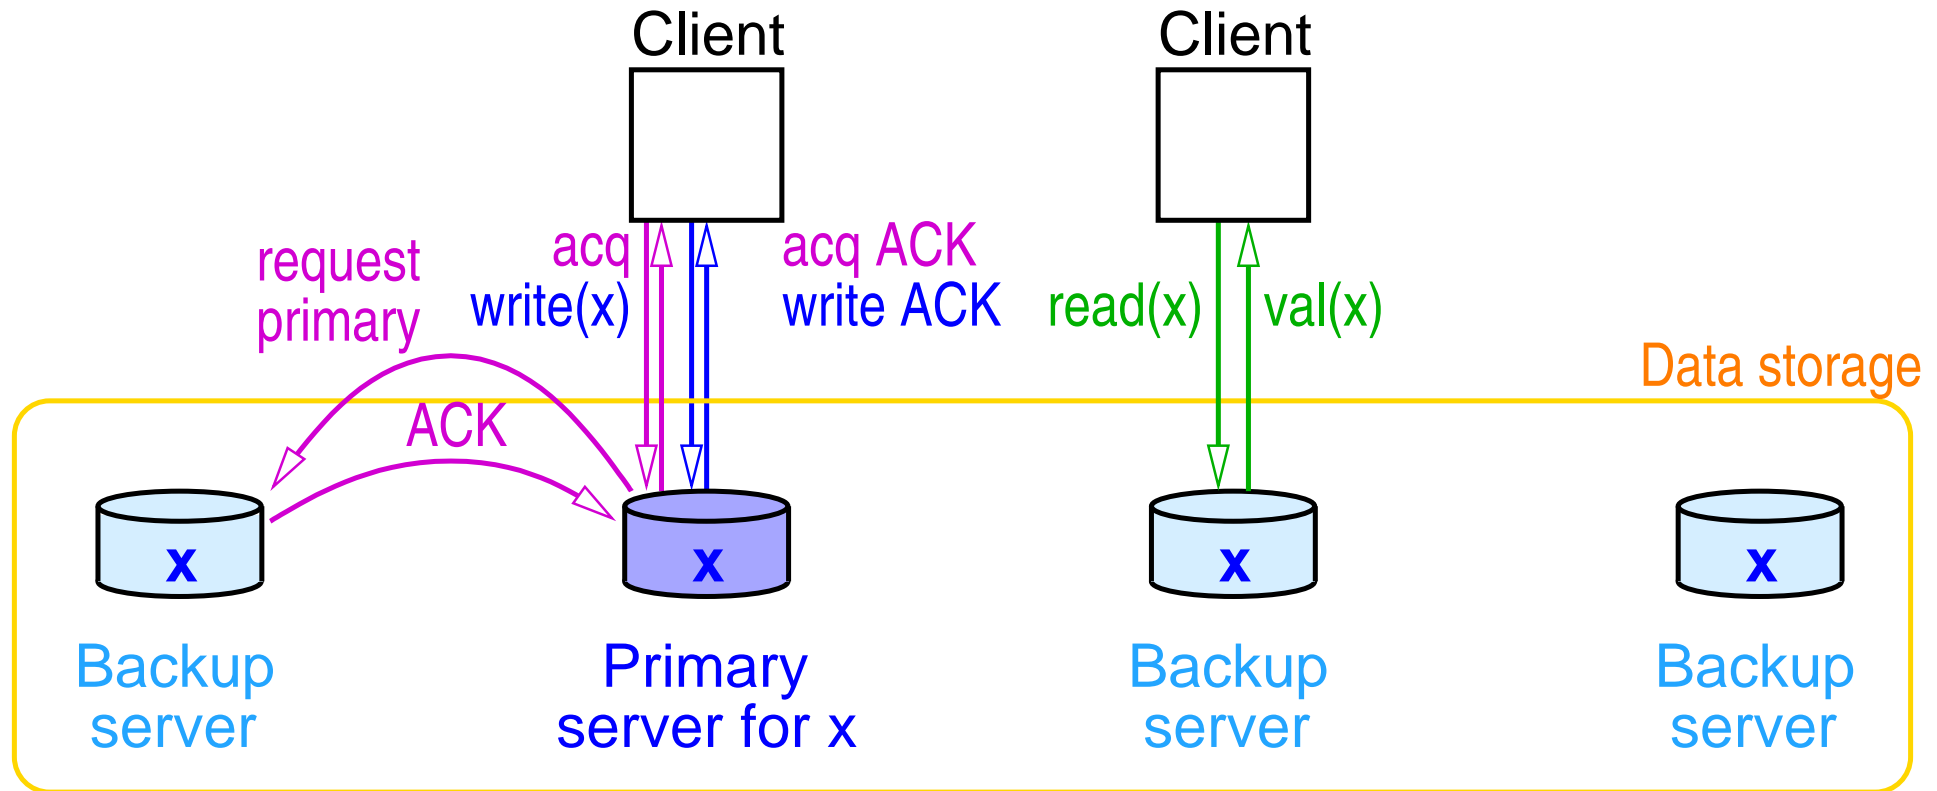 Client
Client
request
primary
acq
write(x)
acq ACK
write ACK
read(x)
val(x)
Data storage
ACK
x
x
x
x
Backup
server
Primary
server for x
Backup
server
Backup
server